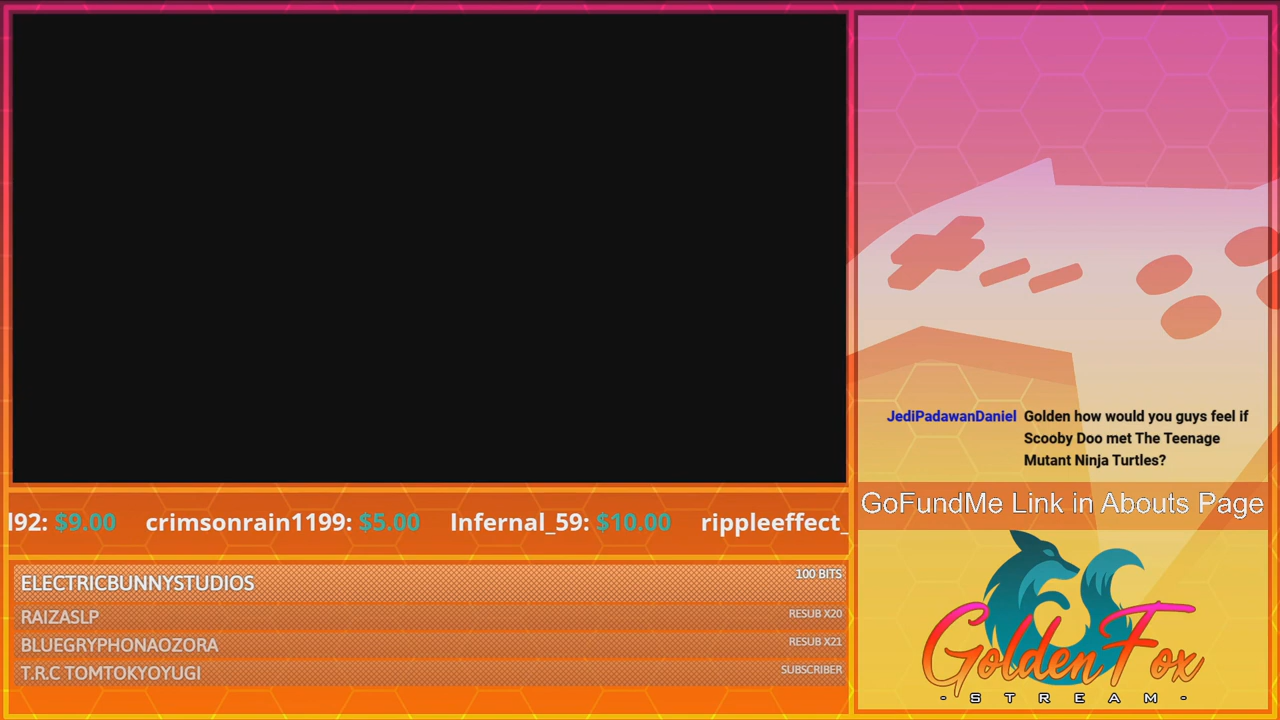 JediPadawanDaniel Golden how would you guys feel if
Scooby Doo met The Teenage
Mutant Ninja Turtles?
GoFundMe Link in Abouts Page
l92: $9.00 crimsonrain1199: $5.00 Infernal_59: $10.00 rippleeffect_
ELECTRICBUNNYSTUDIOS 100 BITS
RAIZASLP RESUB X20
BLUEGRYPHONAOZORA RESUB X21
T.R.C TOMTOKYOYUGI SUBSCRIBER
GoldenFox
- S T R E A M -